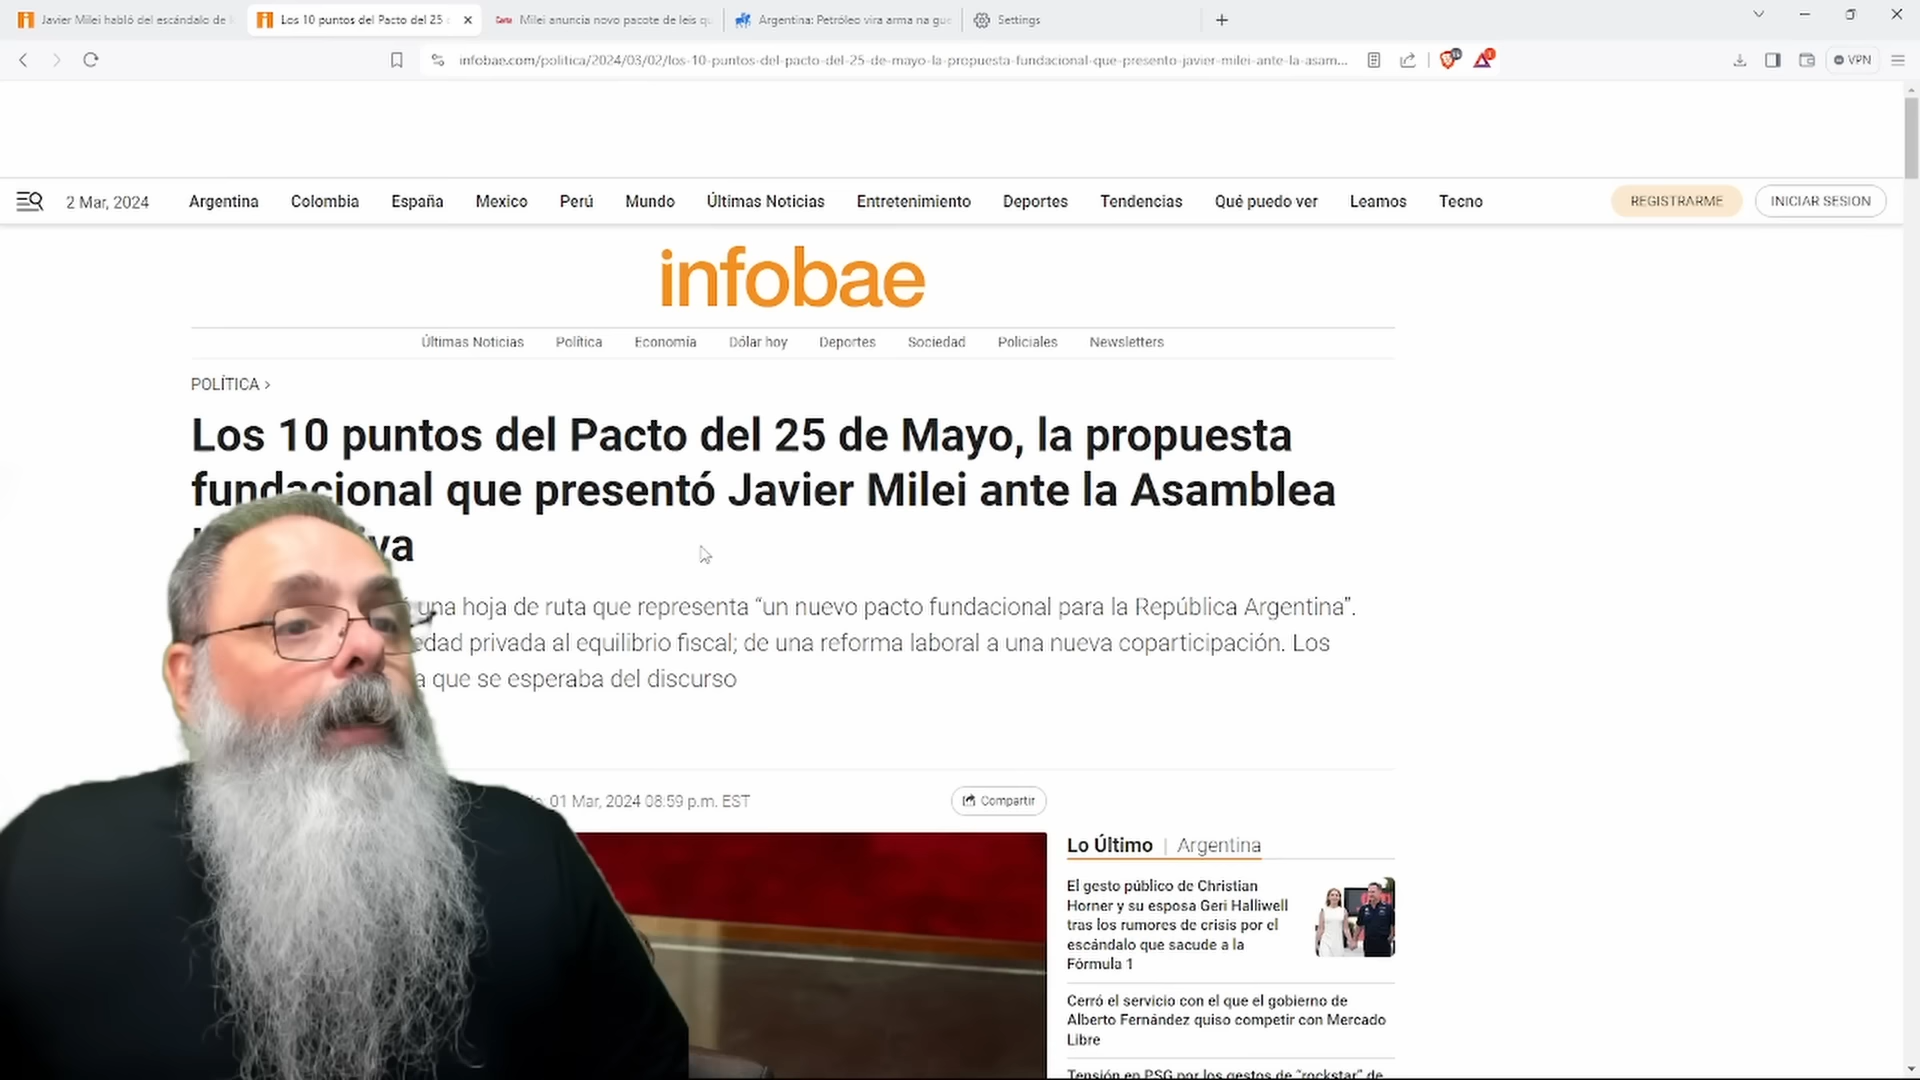 Javier Milei habló del escándalo de
Los 10 puntos del Pacto del 25
Milei anuncia novo pacote de leis
Argentina: Petróleo vira arma na
Settings
infobae.com/politica/2024/03/02/los-10-puntos-del-pacto-del-25-de-mayo-la-propuesta-fundacional-que-presento-javier-milei-ante-la-asam...
VPN
2 Mar, 2024
Argentina
Colombia
España
Mexico
Perú
Mundo
Últimas Noticias
Entretenimiento
Deportes
Tendencias
Qué puedo ver
Leamos
Tecno
REGISTRARME
INICIAR SESION
infobae
Últimas Noticias
Política
Economía
Dólar hoy
Deportes
Sociedad
Policiales
Newsletters
POLÍTICA >
Los 10 puntos del Pacto del 25 de Mayo, la propuesta
fundacional que presentó Javier Milei ante la Asamblea
una hoja de ruta que representa “un nuevo pacto fundacional para la República Argentina”.
privada al equilibrio fiscal; de una reforma laboral a una nueva coparticipación. Los
que se esperaba del discurso
01 Mar, 2024 08:59 p.m. EST
Compartir
Lo Último | Argentina
El gesto público de Christian
Horner y su esposa Geri Halliwell
tras los rumores de crisis por el
escándalo que sacude a la
Fórmula 1
Cerró el servicio con el que el gobierno de
Alberto Fernández quiso competir con Mercado
Libre
Tensión en PSG por los gestos de “rockstar” de